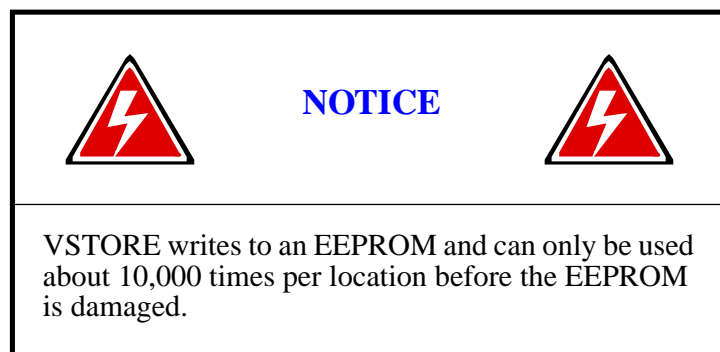 NOTICE
VSTORE writes to an EEPROM and can only be used
about 10,000 times per location before the EEPROM
is damaged.